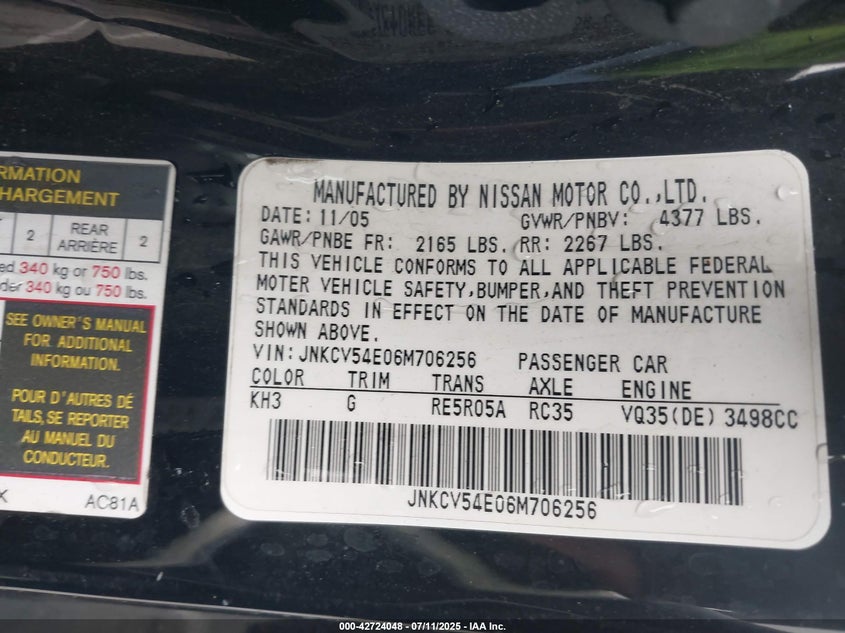 RMATION
HARGEMENT
2 REAR ARRIÈRE 2
ed 340 kg or 750 lbs.
der 340 kg ou 750 lbs.
SEE OWNER'S MANUAL
FOR ADDITIONAL
INFORMATION.
POUR D'AUTRES DÉ
TAILS, SE REPORTER
AU MANUEL DU
CONDUCTEUR.
AC81A
MANUFACTURED BY NISSAN MOTOR CO.,LTD.
DATE: 11/05 GVWR/PNBV: 4377 LBS.
GAWR/PNBE FR: 2165 LBS. RR: 2267 LBS.
THIS VEHICLE CONFORMS TO ALL APPLICABLE FEDERAL
MOTER VEHICLE SAFETY,BUMPER,AND THEFT PREVENTION
STANDARDS IN EFFECT ON THE DATE OF MANUFACTURE
SHOWN ABOVE.
VIN: JNKCV54E06M706256 PASSENGER CAR
COLOR TRIM TRANS AXLE ENGINE
KH3 G RE5R05A RC35 VQ35(DE) 3498CC
JNKCV54E06M706256
000-42724048 - 07/11/2025 - IAA Inc.